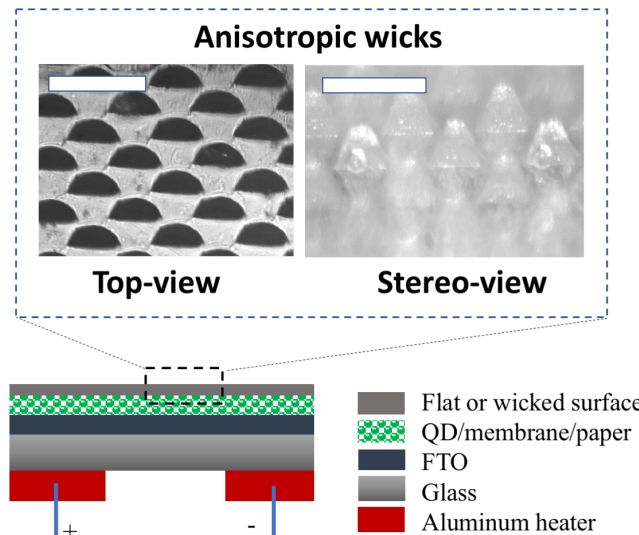 Anisotropic wicks
Top-view
Stereo-view
Flat or wicked surface
QD/membrane/paper
FTO
Glass
Aluminum heater
+
-